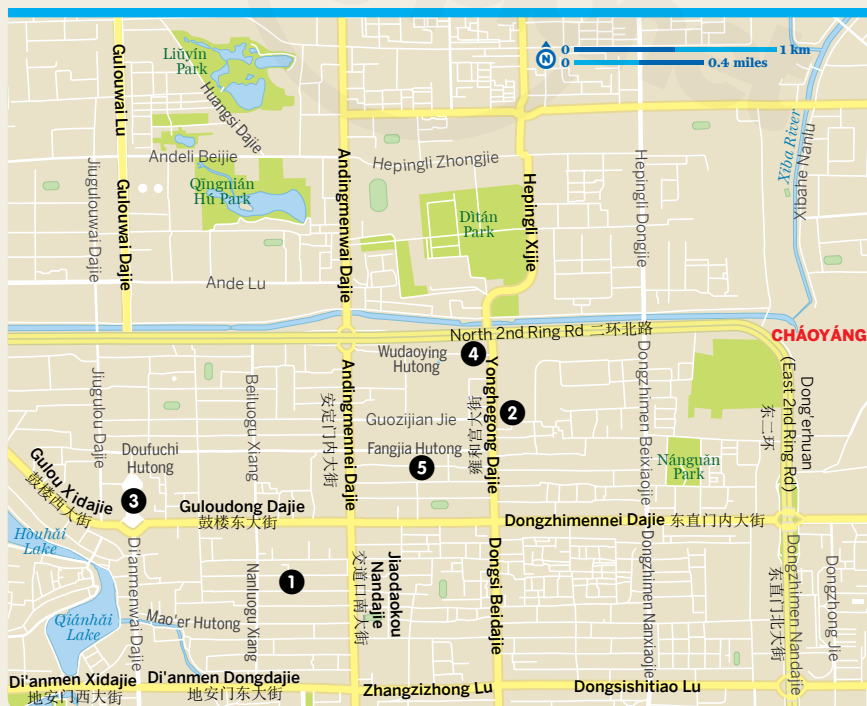 0 1 km
N
0 0.4 miles
Liǔyín
Park
Gulouwai Lu
Huangsi Dajie
Xiba River
Xibahe Nanlu
Andeli Beijie
Hepingli Zhongjie
Andingmenwai Dajie
Hepingli Dongjie
Jiugulouwai Dajie
Gulouwai Dajie
Qīngnián
Hú Park
Hepingli Xijie
Dìtán
Park
Ande Lu
North 2nd Ring Rd 二环北路
CHÁOYÁNG
Wudaoying
Hutong
4
Jiugulou Dajie
Beiluogu Xiang
Andingmennei Dajie
安定门内大街
Yonghegong Dajie
雍和宫大街
Dongzhimen Beixiaojie
Dong'erhuan
(East 2nd Ring Rd)
东二环
2
Guozijian Jie
Doufuchi
Hutong
Fangjia Hutong
5
Nánguǎn
Park
Gulou Xidajie
鼓楼西大街
3
Guloudong Dajie
鼓楼东大街
Dongzhimennei Dajie 东直门内大街
Hòuhǎi
Lake
Di'anmenwai Dajie
Nanluogu Xiang
1
Jiaodaokou
Nandajie
交道口南大街
Dongsi Beidajie
Dongzhimen Nanxiaojie
Dongzhimen Nandajie
东直门北大街
Dongzhong Jie
Qiánhǎi
Lake
Mao'er Hutong
Di'anmen Xidajie
地安门西大街
Di'anmen Dongdajie
地安门东大街
Zhangzizhong Lu
Dongsishitiao Lu